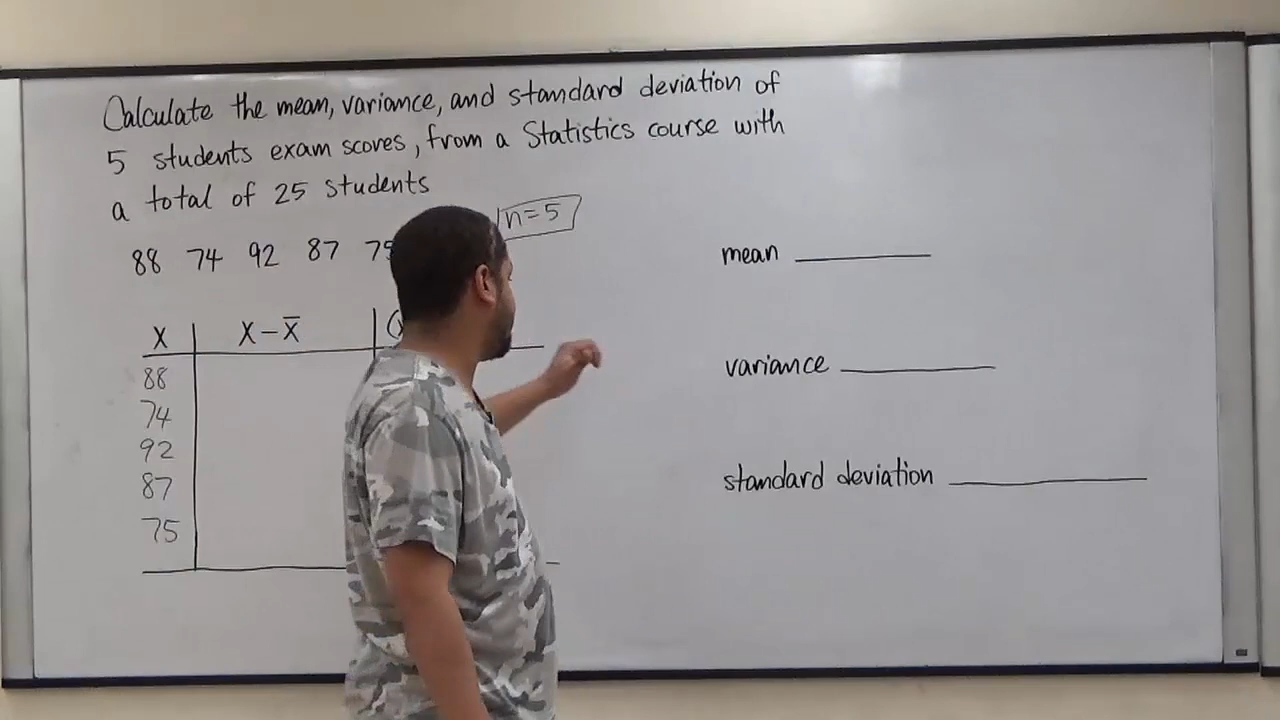 Calculate the mean, variance, and standard deviation of
5 students exam scores, from a Statistics course with
a total of 25 students
n=5
88 74 92 87 75
mean
x x-x̄
variance
88
74
92
87
standard deviation
75